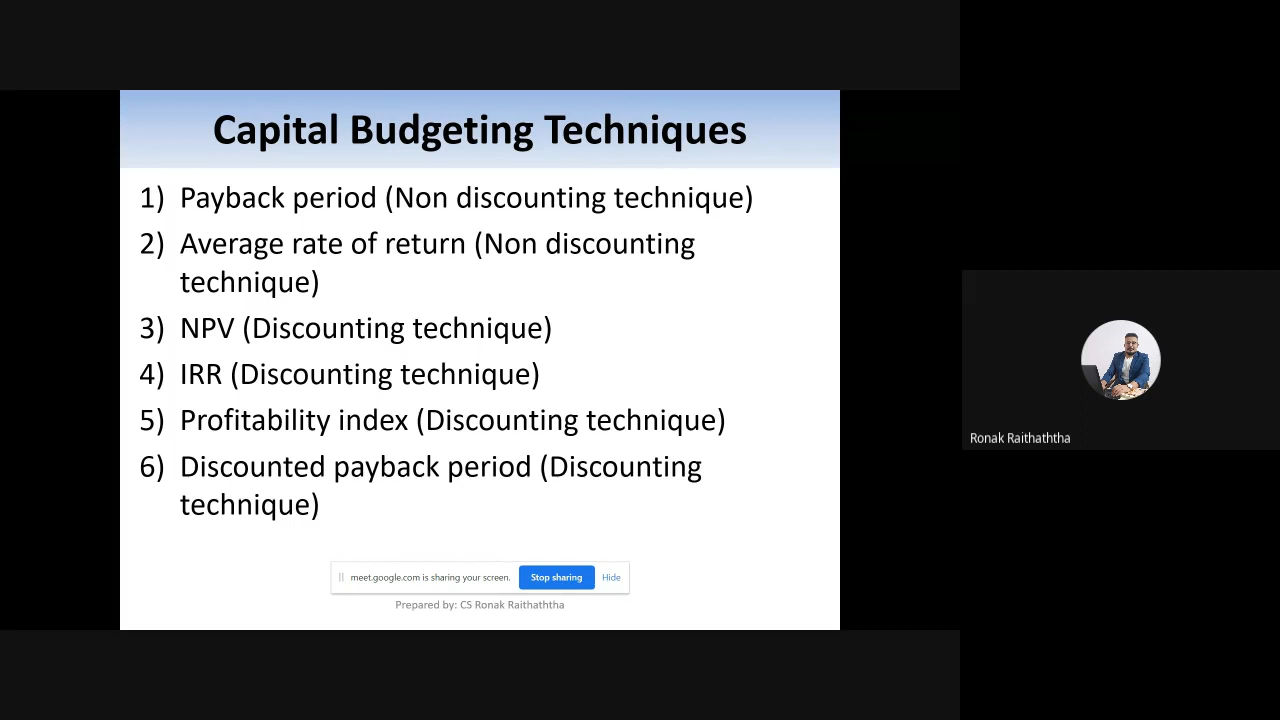 Capital Budgeting Techniques
1) Payback period (Non discounting technique)
2) Average rate of return (Non discounting
technique)
3) NPV (Discounting technique)
4) IRR (Discounting technique)
5) Profitability index (Discounting technique)
6) Discounted payback period (Discounting
technique)
meet.google.com is sharing your screen. Stop sharing Hide
Prepared by: CS Ronak Raithaththa
Ronak Raithaththa